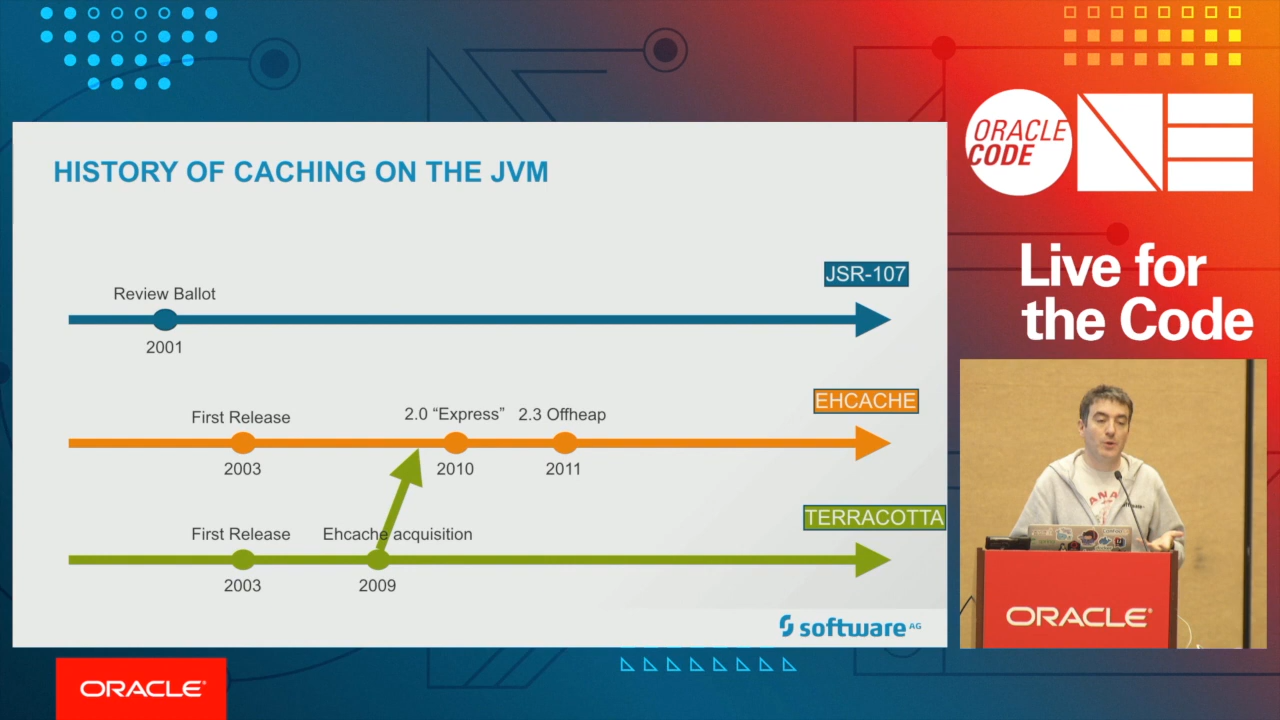 HISTORY OF CACHING ON THE JVM
JSR-107
Review Ballot
2001
EHCACHE
First Release
2.0 “Express”
2.3 Offheap
2003
2010
2011
TERRACOTTA
First Release
Ehcache acquisition
2003
2009
software AG
ORACLE
CODE
ONE
Live for
the Code
ORACLE
ORACLE